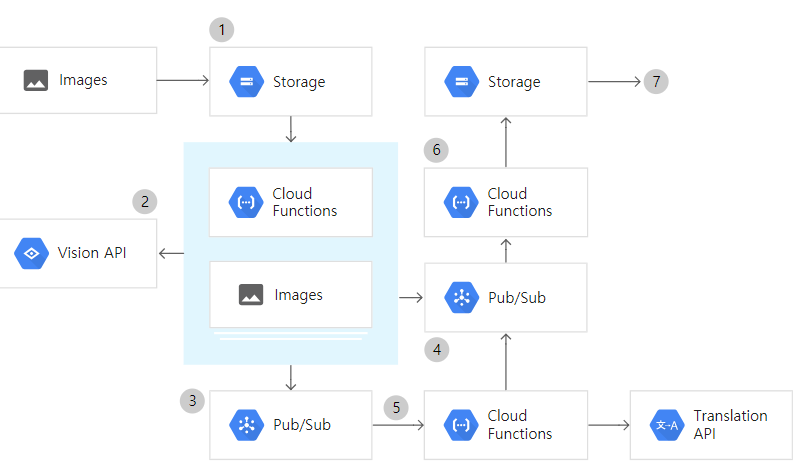 1
Images
Storage
Storage
7
6
Cloud
Functions
Cloud
Functions
2
Vision API
Images
Pub/Sub
4
3
Pub/Sub
5
Cloud
Functions
文-A
Translation
API